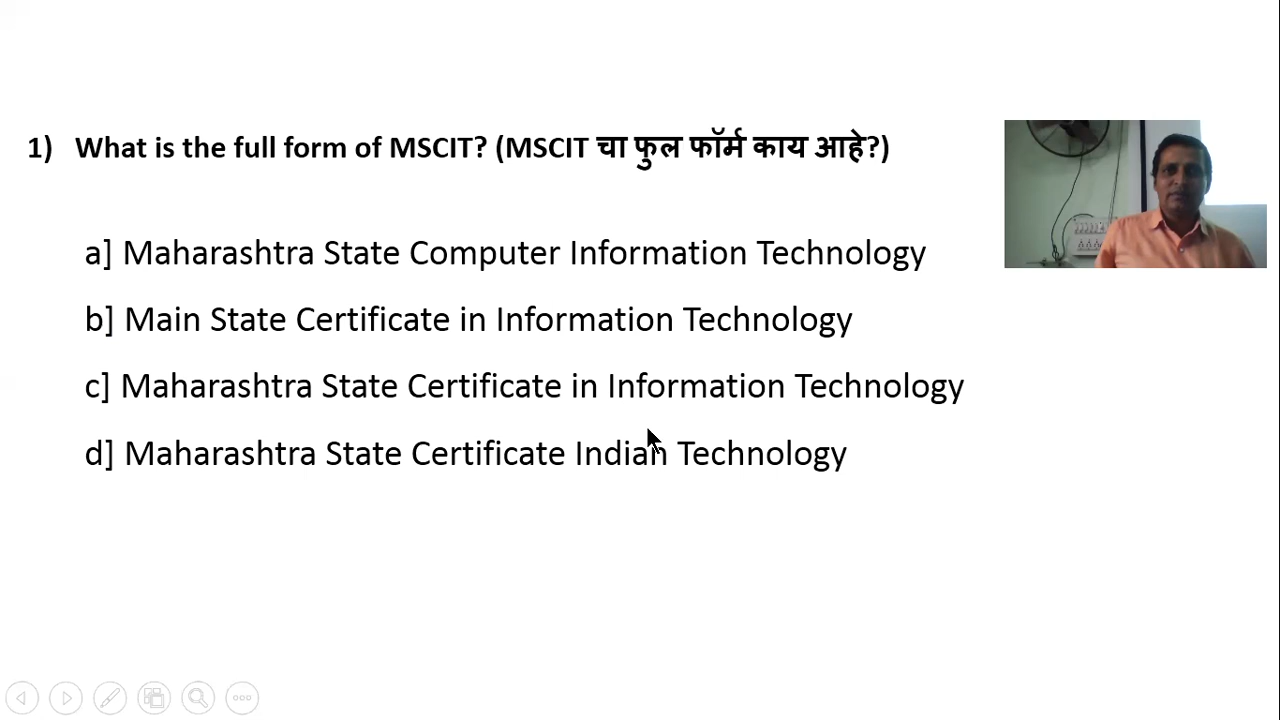 1) What is the full form of MSCIT? (MSCIT चा फुल फॉर्म काय आहे?)
a] Maharashtra State Computer Information Technology
b] Main State Certificate in Information Technology
c] Maharashtra State Certificate in Information Technology
d] Maharashtra State Certificate Indian Technology